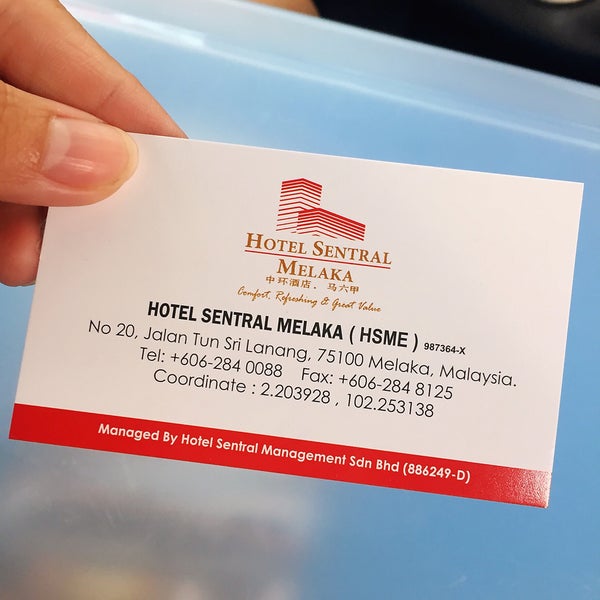 HOTEL SENTRAL
MELAKA
中环酒店．马六甲
Comfort, Refreshing & Great Value
HOTEL SENTRAL MELAKA ( HSME ) 987364-X
No 20, Jalan Tun Sri Lanang, 75100 Melaka, Malaysia.
Tel: +606-284 0088 Fax: +606-284 8125
Coordinate : 2.203928 , 102.253138
Managed By Hotel Sentral Management Sdn Bhd (886249-D)